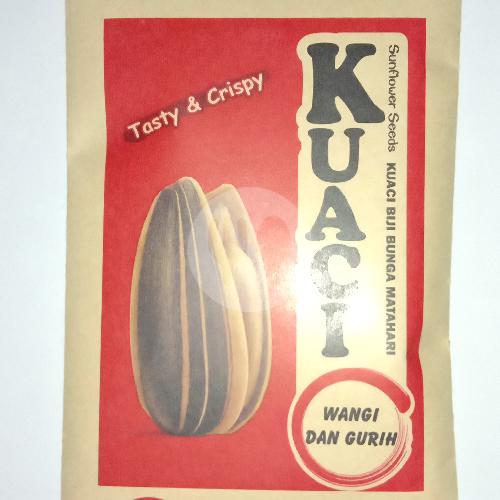 Tasty & Crispy
KUACI
Sunflower Seeds
KUACI BIJI BUNGA MATAHARI
WANGI
DAN GURIH